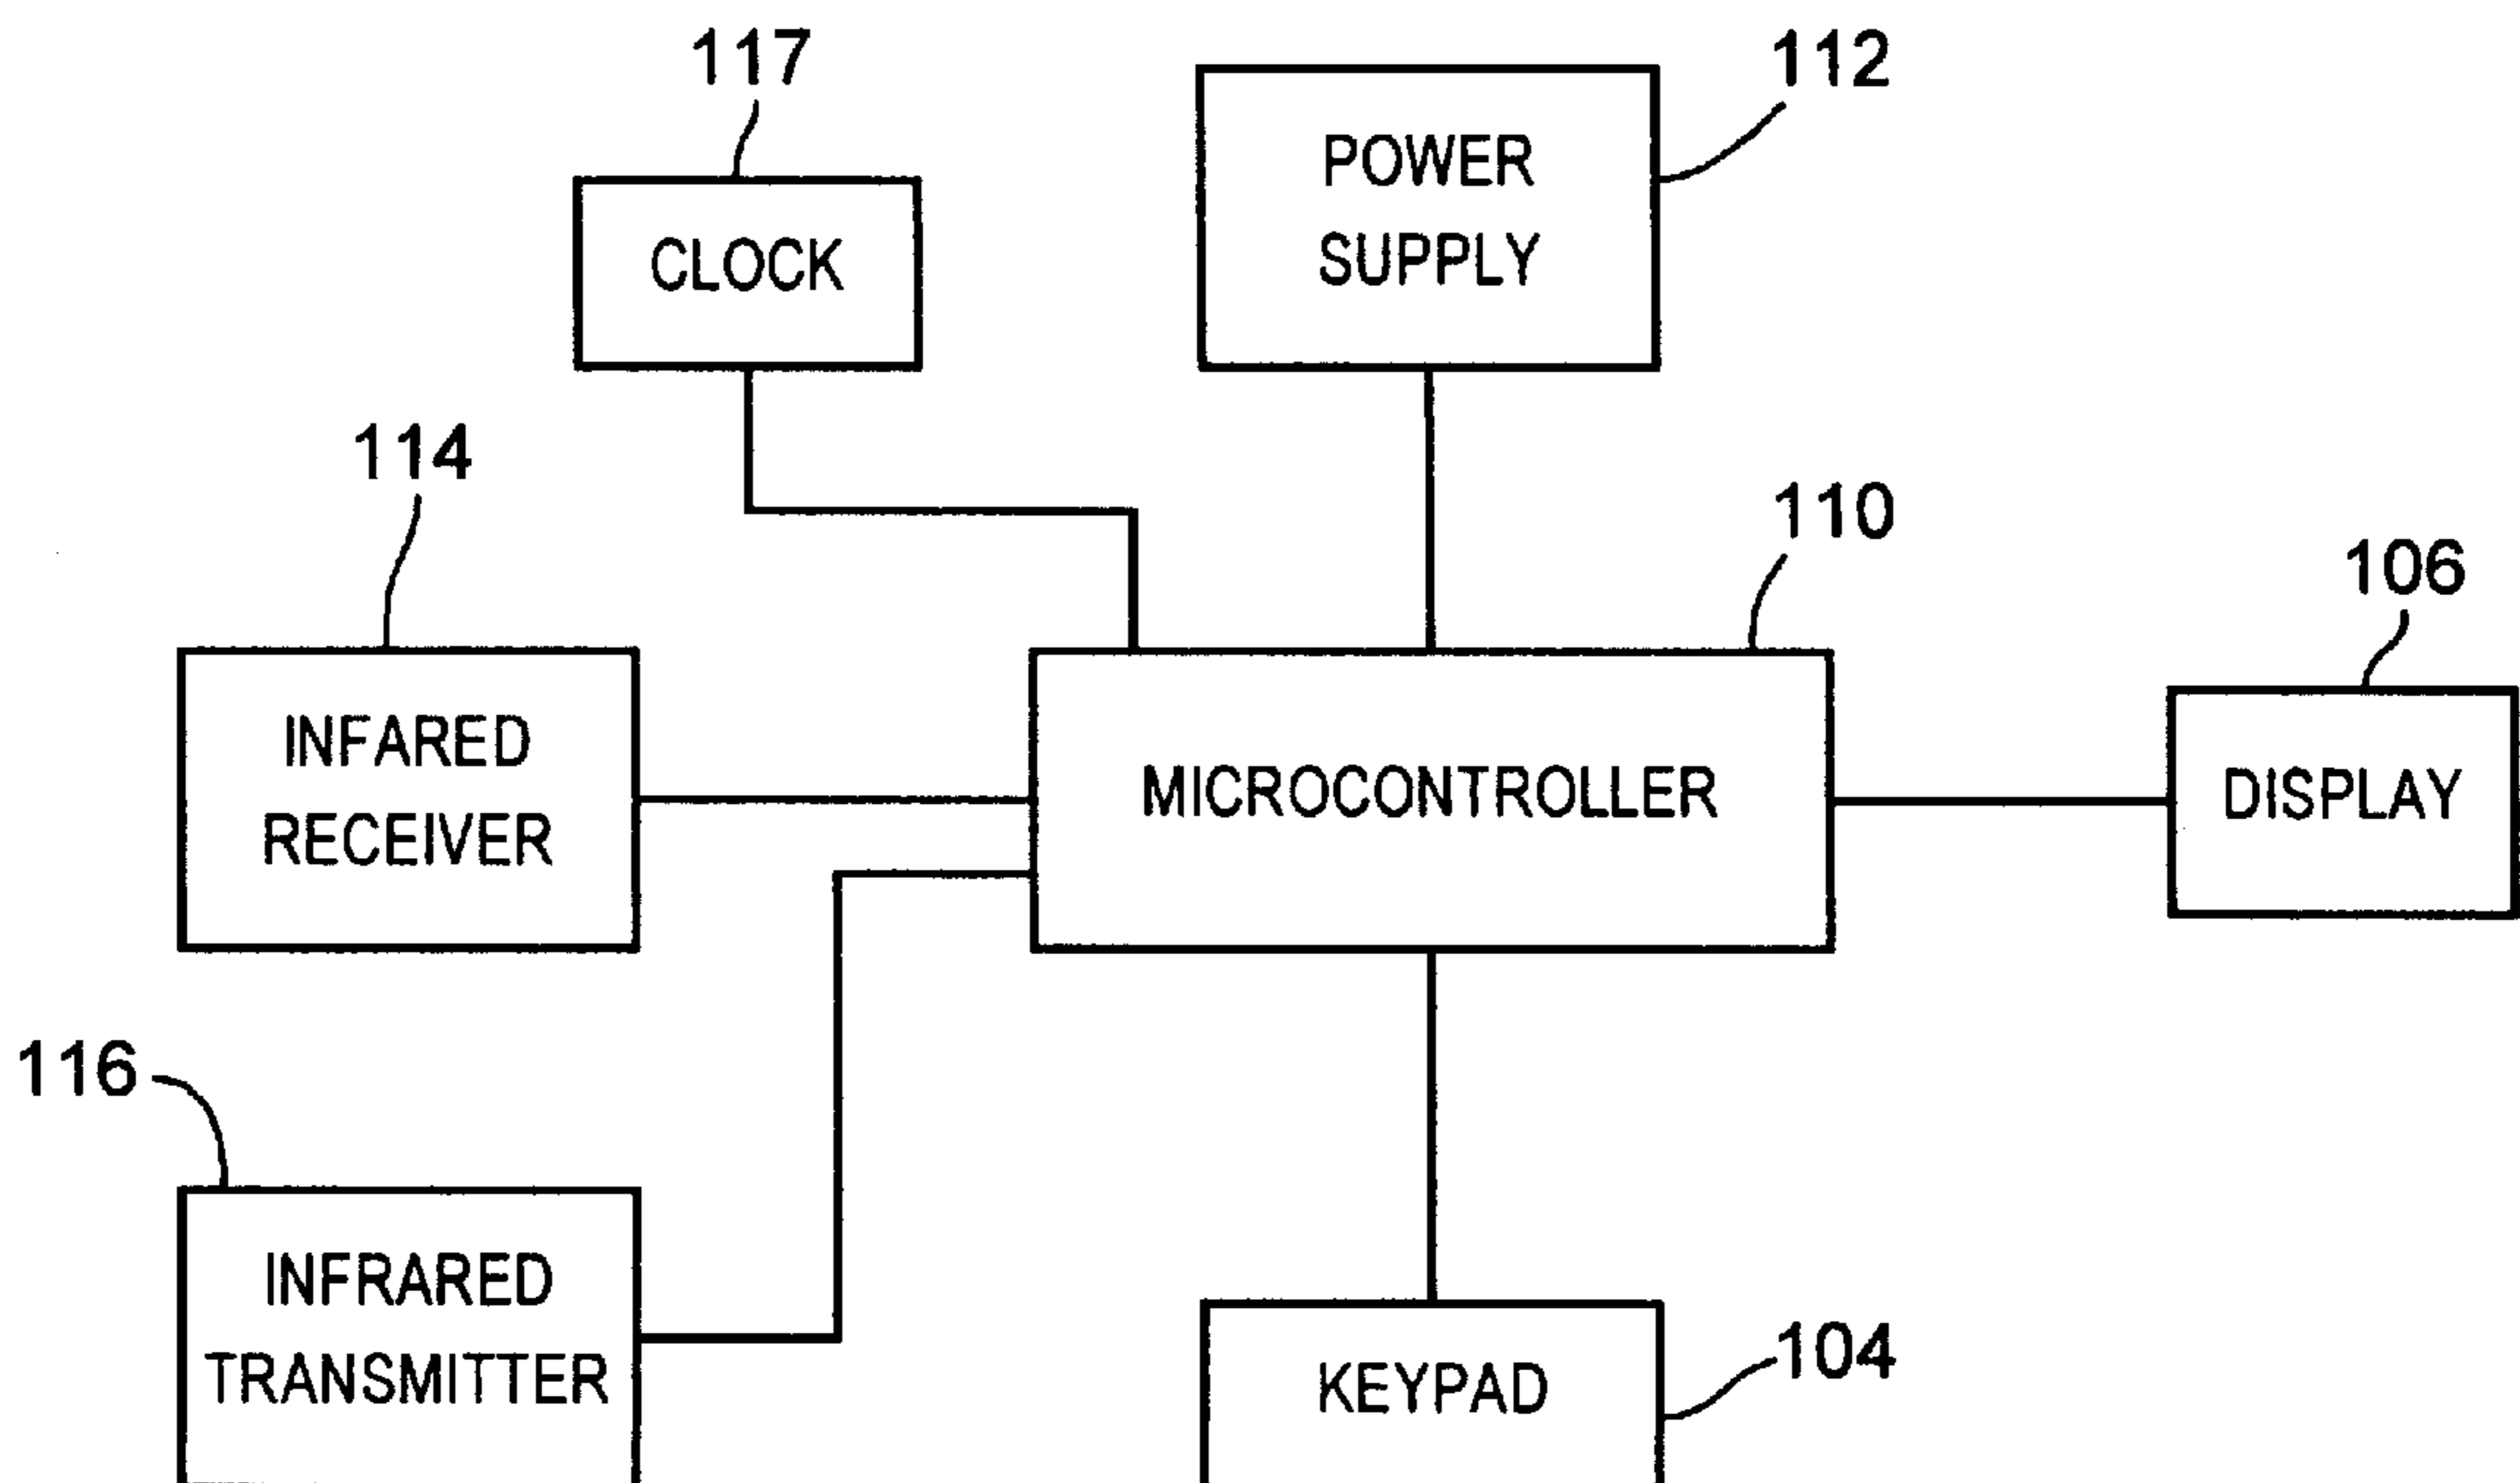 117
112
POWER
SUPPLY
CLOCK
114
110
106
INFARED
RECEIVER
MICROCONTROLLER
DISPLAY
116
INFRARED
TRANSMITTER
104
KEYPAD